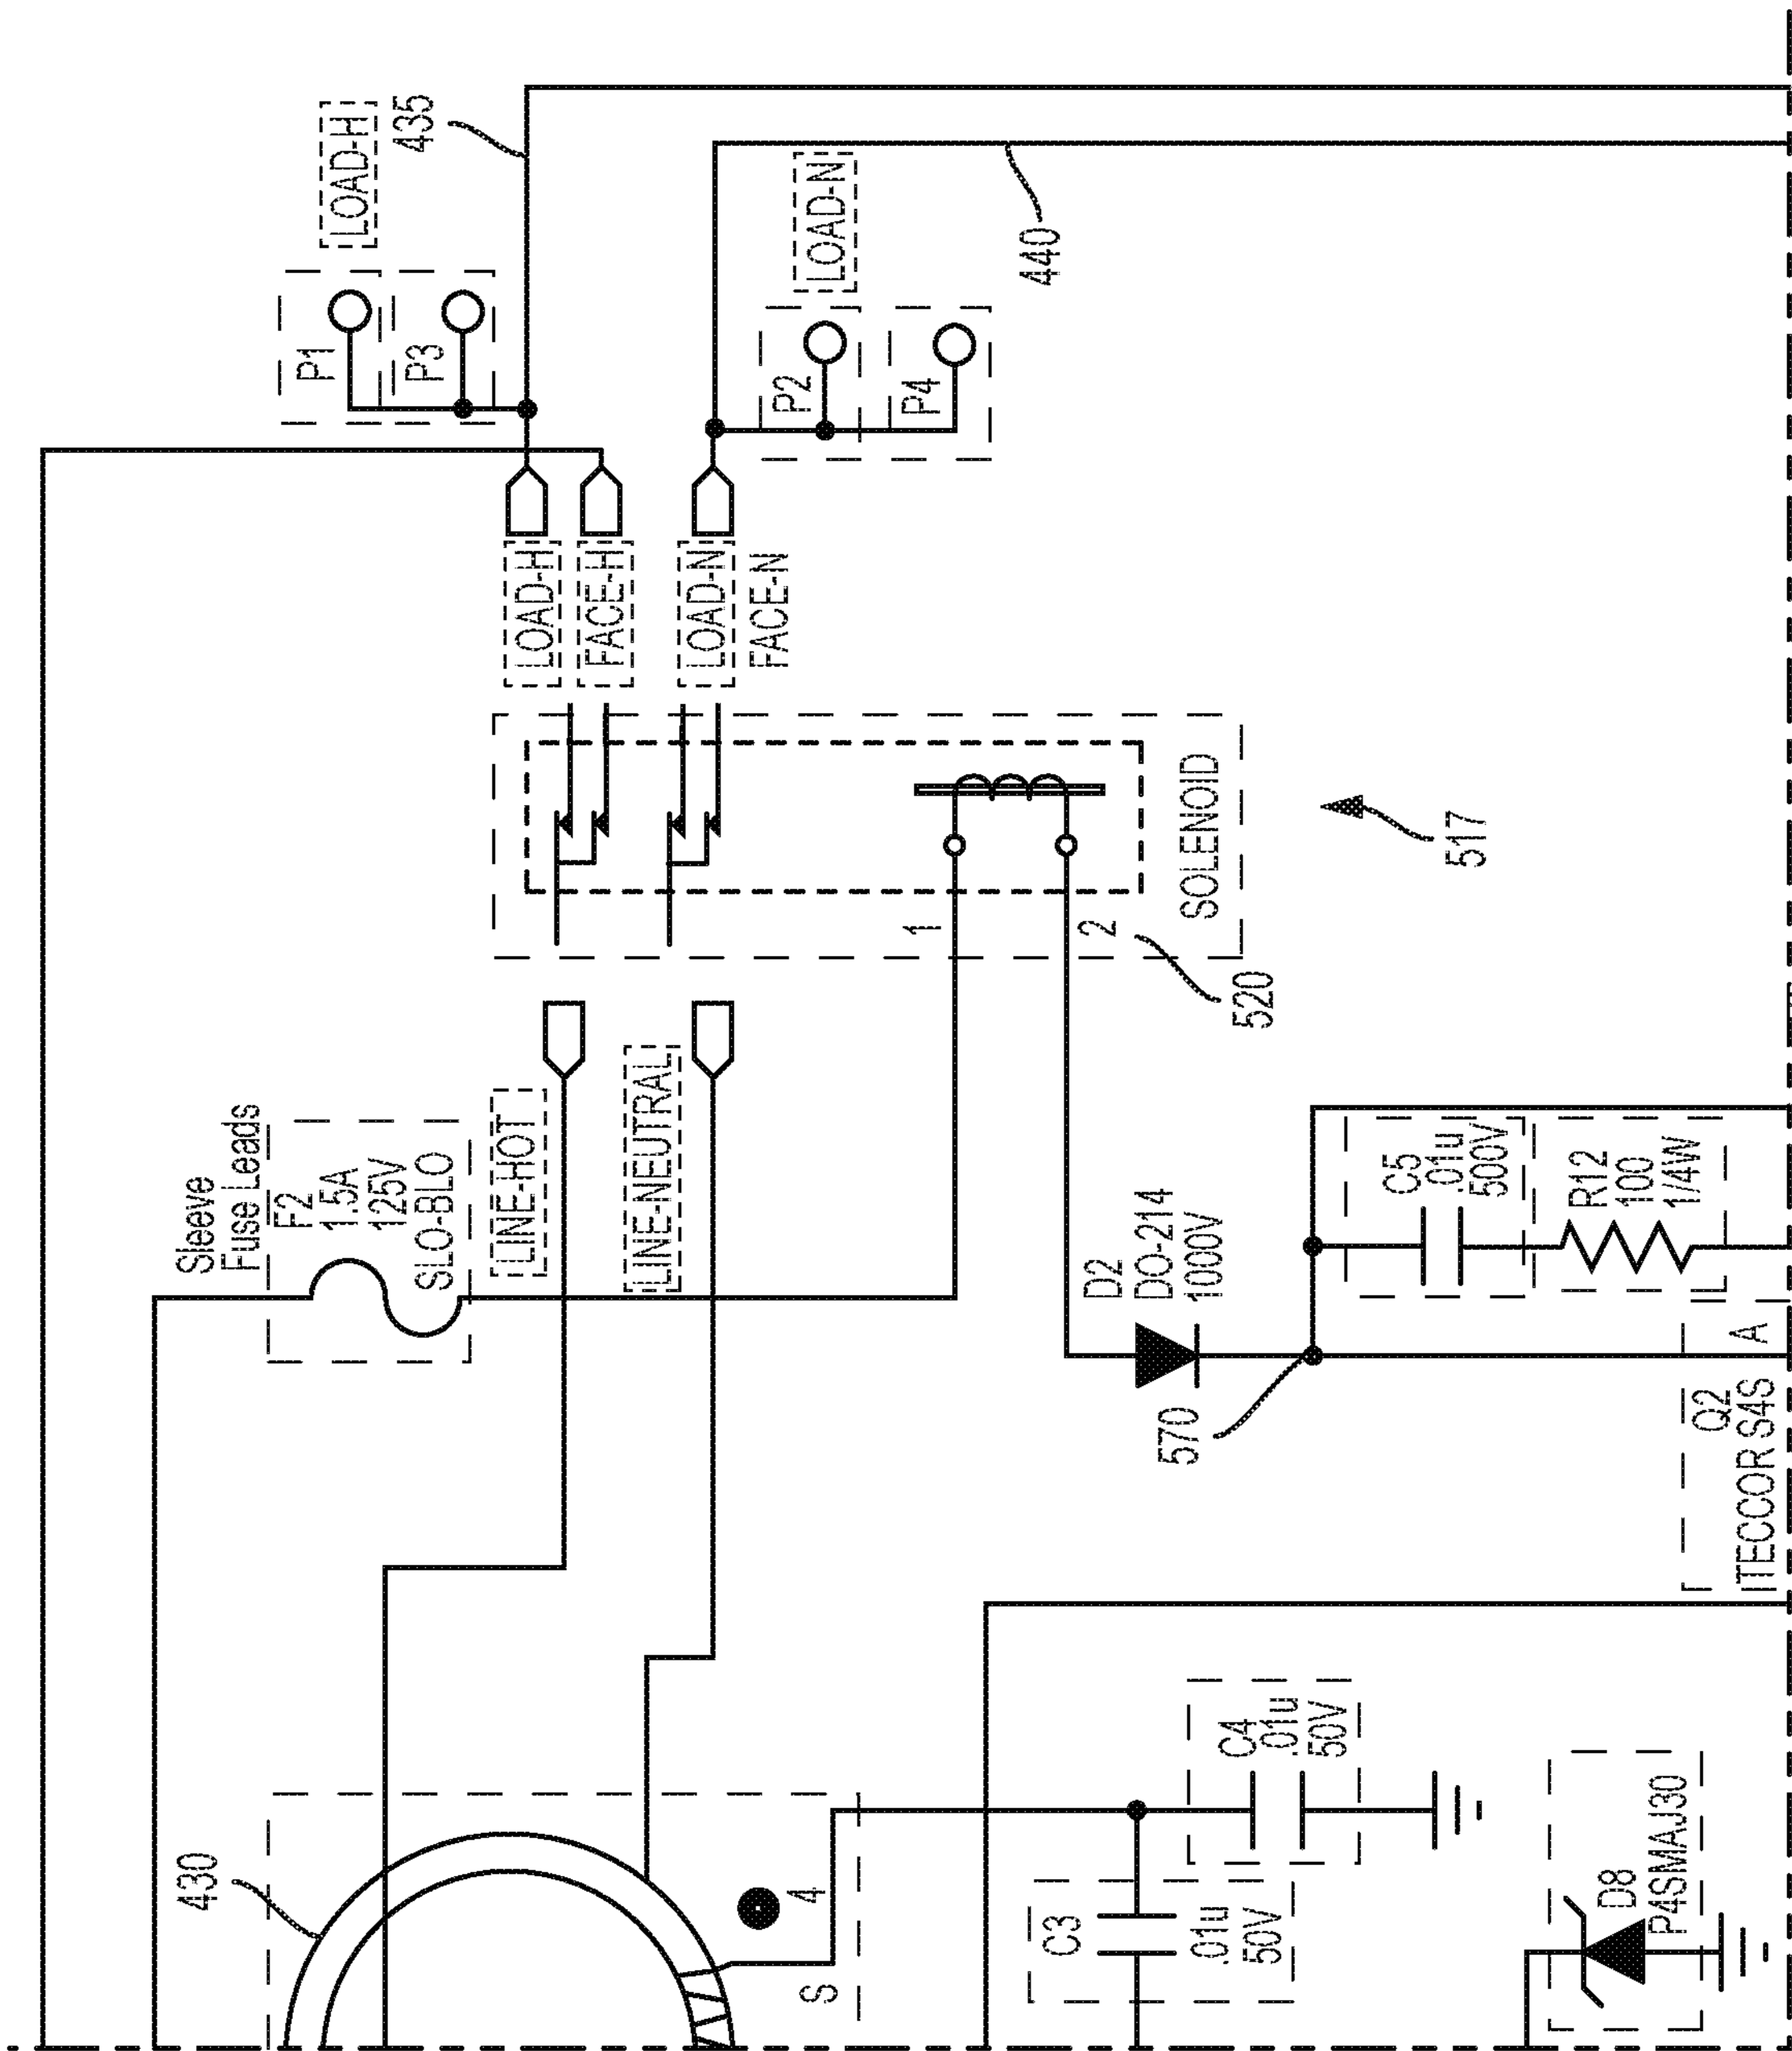 435
LOAD-H
P1
P3
LOAD-N
P2
P4
440
LOAD-H
FACE-H
LOAD-N
FACE-N
1
2
SOLENOID
517
520
Sleeve
Fuse Leads
F2
1.5A
125V
SLO-BLO
LINE-HOT
LINE-NEUTRAL
D2
DO-214
1000V
570
C5
.01u
500V
R12
100
1/4W
A
Q2
TECCOR S4S
430
4
S
C3
.01u
50V
C4
.01u
50V
D8
P4SMAJ30